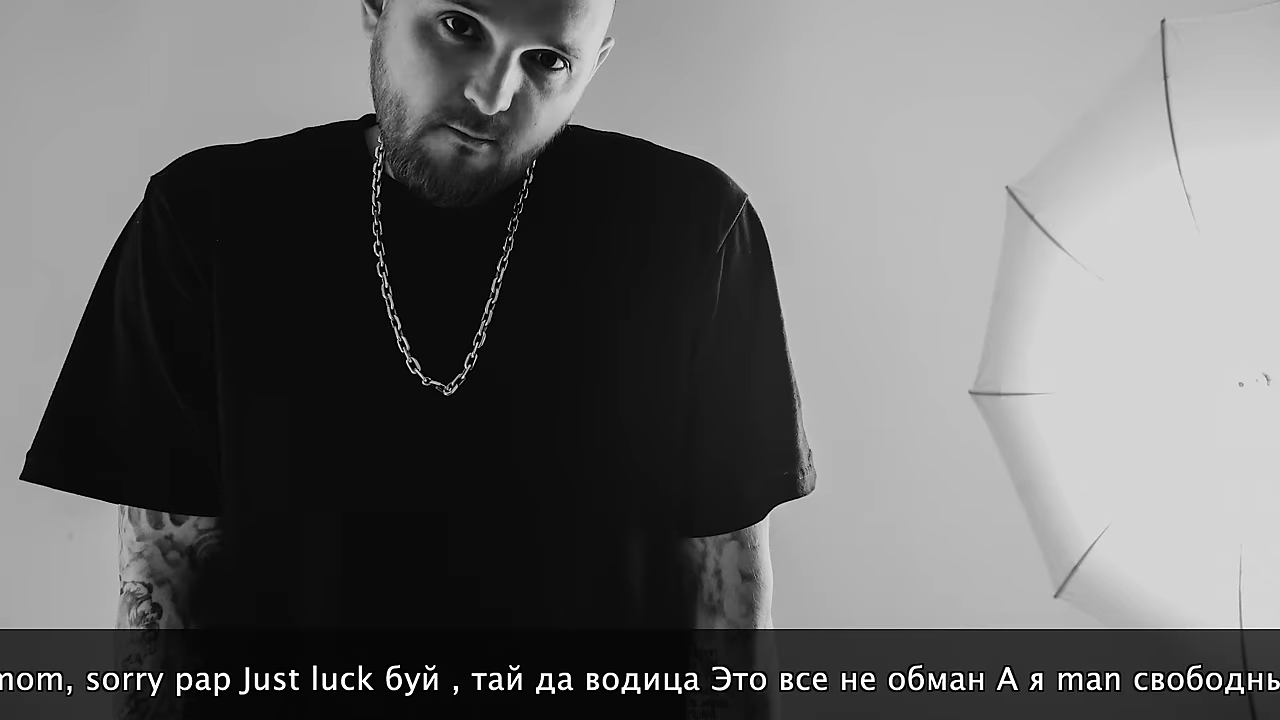 mom, sorry pap Just luck буй , тай да водица Это все не обман А я man свободны